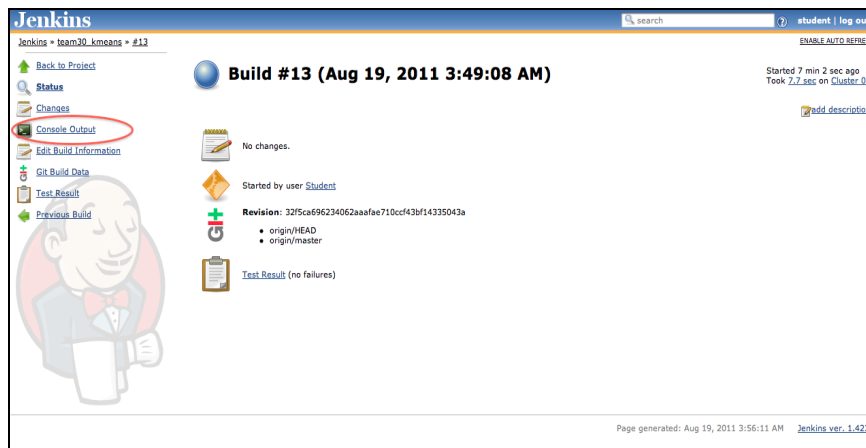 Jenkins
search
student | log ou
Jenkins » team30_kmeans » #13
ENABLE AUTO REFRE
Back to Project
Status
Changes
Console Output
Edit Build Information
Git Build Data
Test Result
Previous Build
Build #13 (Aug 19, 2011 3:49:08 AM)
Started 7 min 2 sec ago
Took 7.7 sec on Cluster 0
add descriptio
No changes.
Started by user Student
git
Revision: 32f5ca696234062aaafae710ccf43bf14335043a
origin/HEAD
origin/master
Test Result (no failures)
Page generated: Aug 19, 2011 3:56:11 AM
Jenkins ver. 1.42